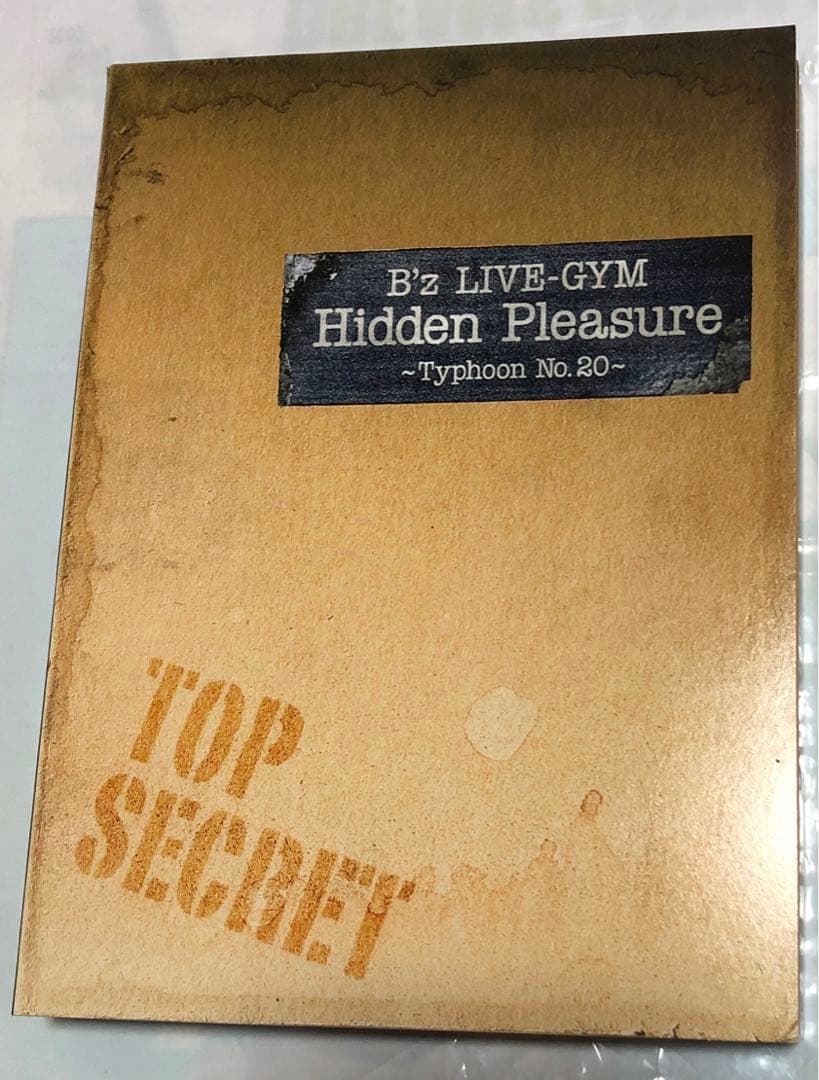 B'z LIVE-GYM
Hidden Pleasure
~Typhoon No.20~
TOP
SECRET